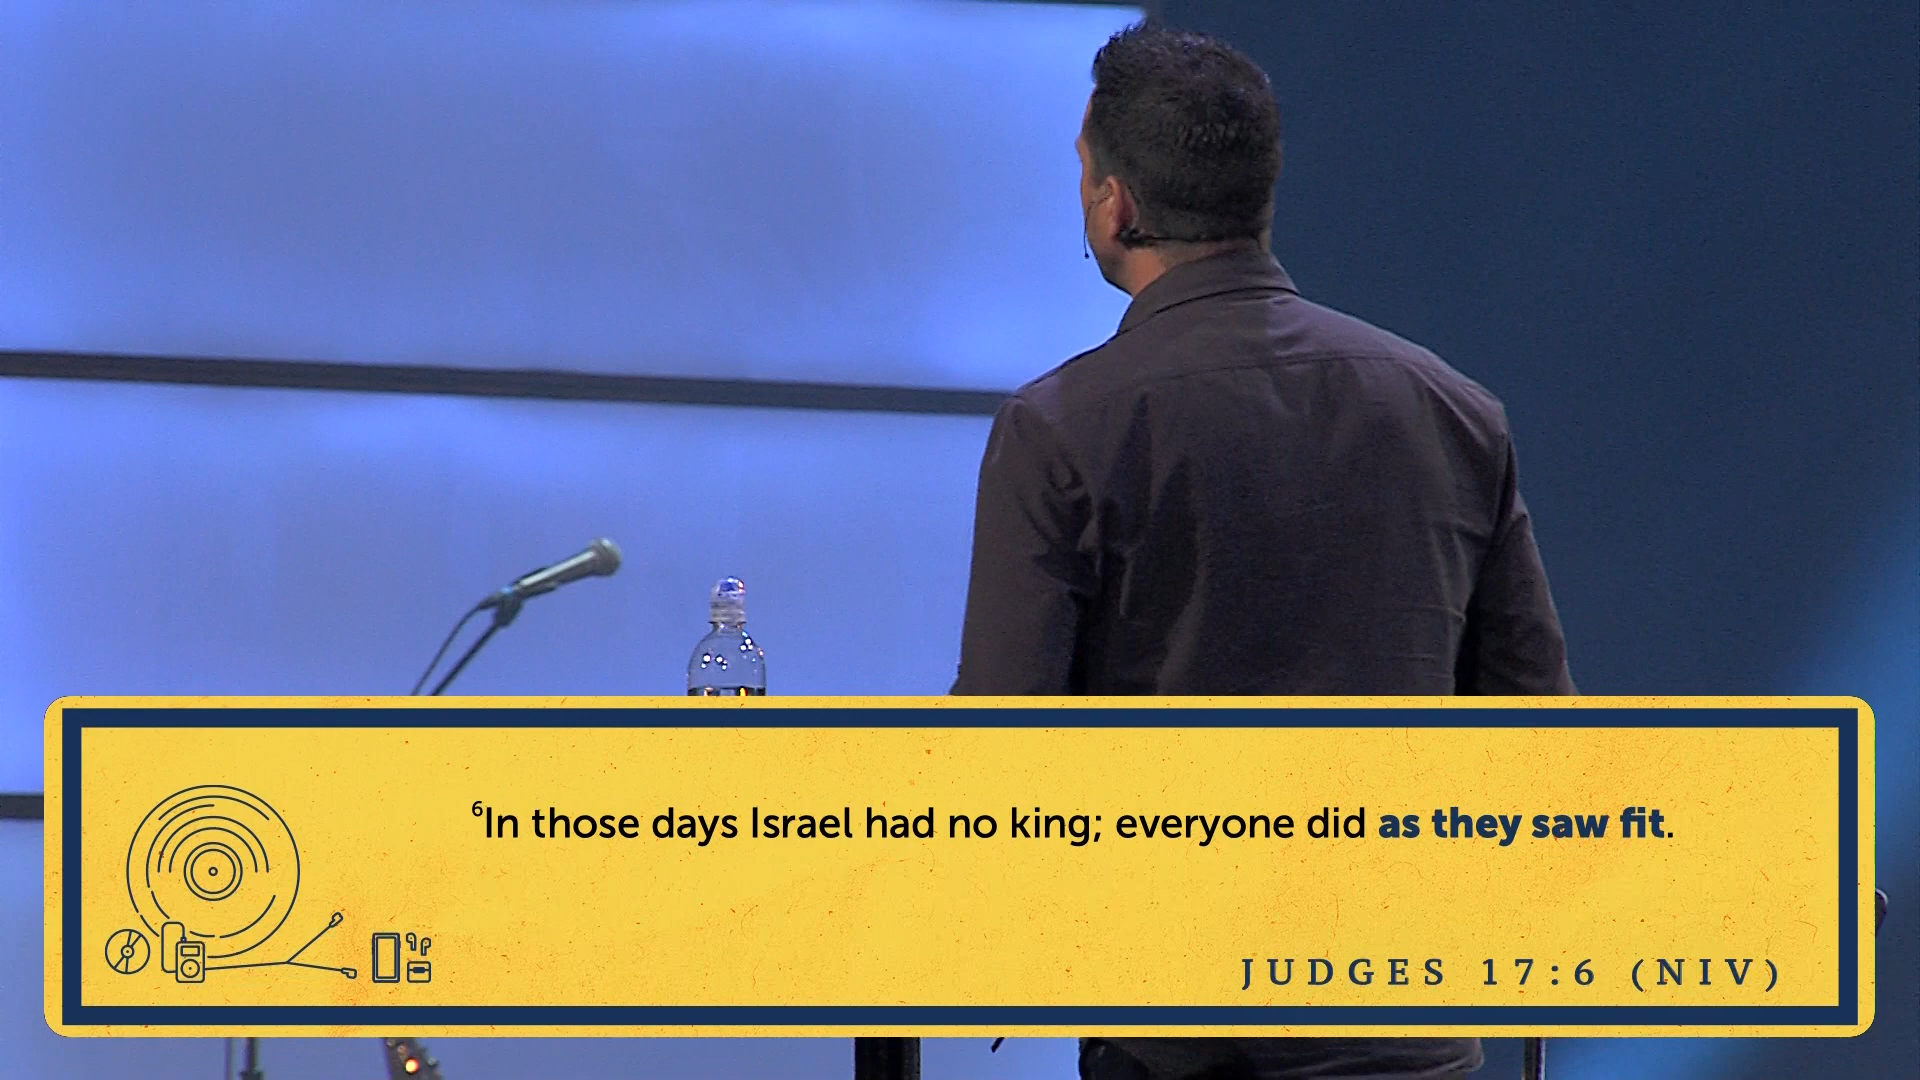 ⁶In those days Israel had no king; everyone did as they saw fit.
JUDGES 17:6 (NIV)